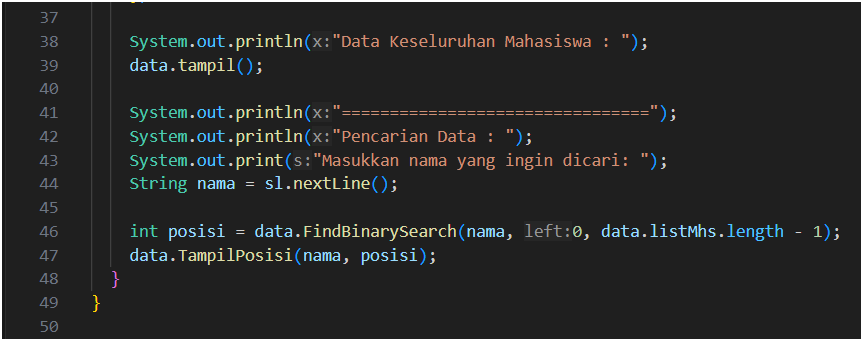 37
38 System.out.println(x:"Data Keseluruhan Mahasiswa : ");
39 data.tampil();
40
41 System.out.println(x:"================================");
42 System.out.println(x:"Pencarian Data : ");
43 System.out.print(s:"Masukkan nama yang ingin dicari: ");
44 String nama = sl.nextLine();
45
46 int posisi = data.FindBinarySearch(nama, left:0, data.listMhs.length - 1);
47 data.TampilPosisi(nama, posisi);
48 }
49 }
50